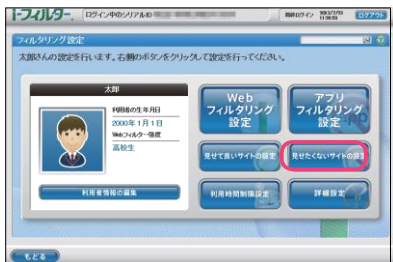 i-フィルター
ログイン中のシリアルID
ログアウト
フィルタリング設定
太郎さんの設定を行います。右側のボタンをクリックして設定を行ってください。
太郎
利用者の生年月日
2000年1月1日
Webフィルター強度
高校生
利用者情報の編集
Web
フィルタリング
設定
アプリ
フィルタリング
設定
見せて良いサイトの設定
見せたくないサイトの設定
利用時間制限設定
詳細設定
もどる